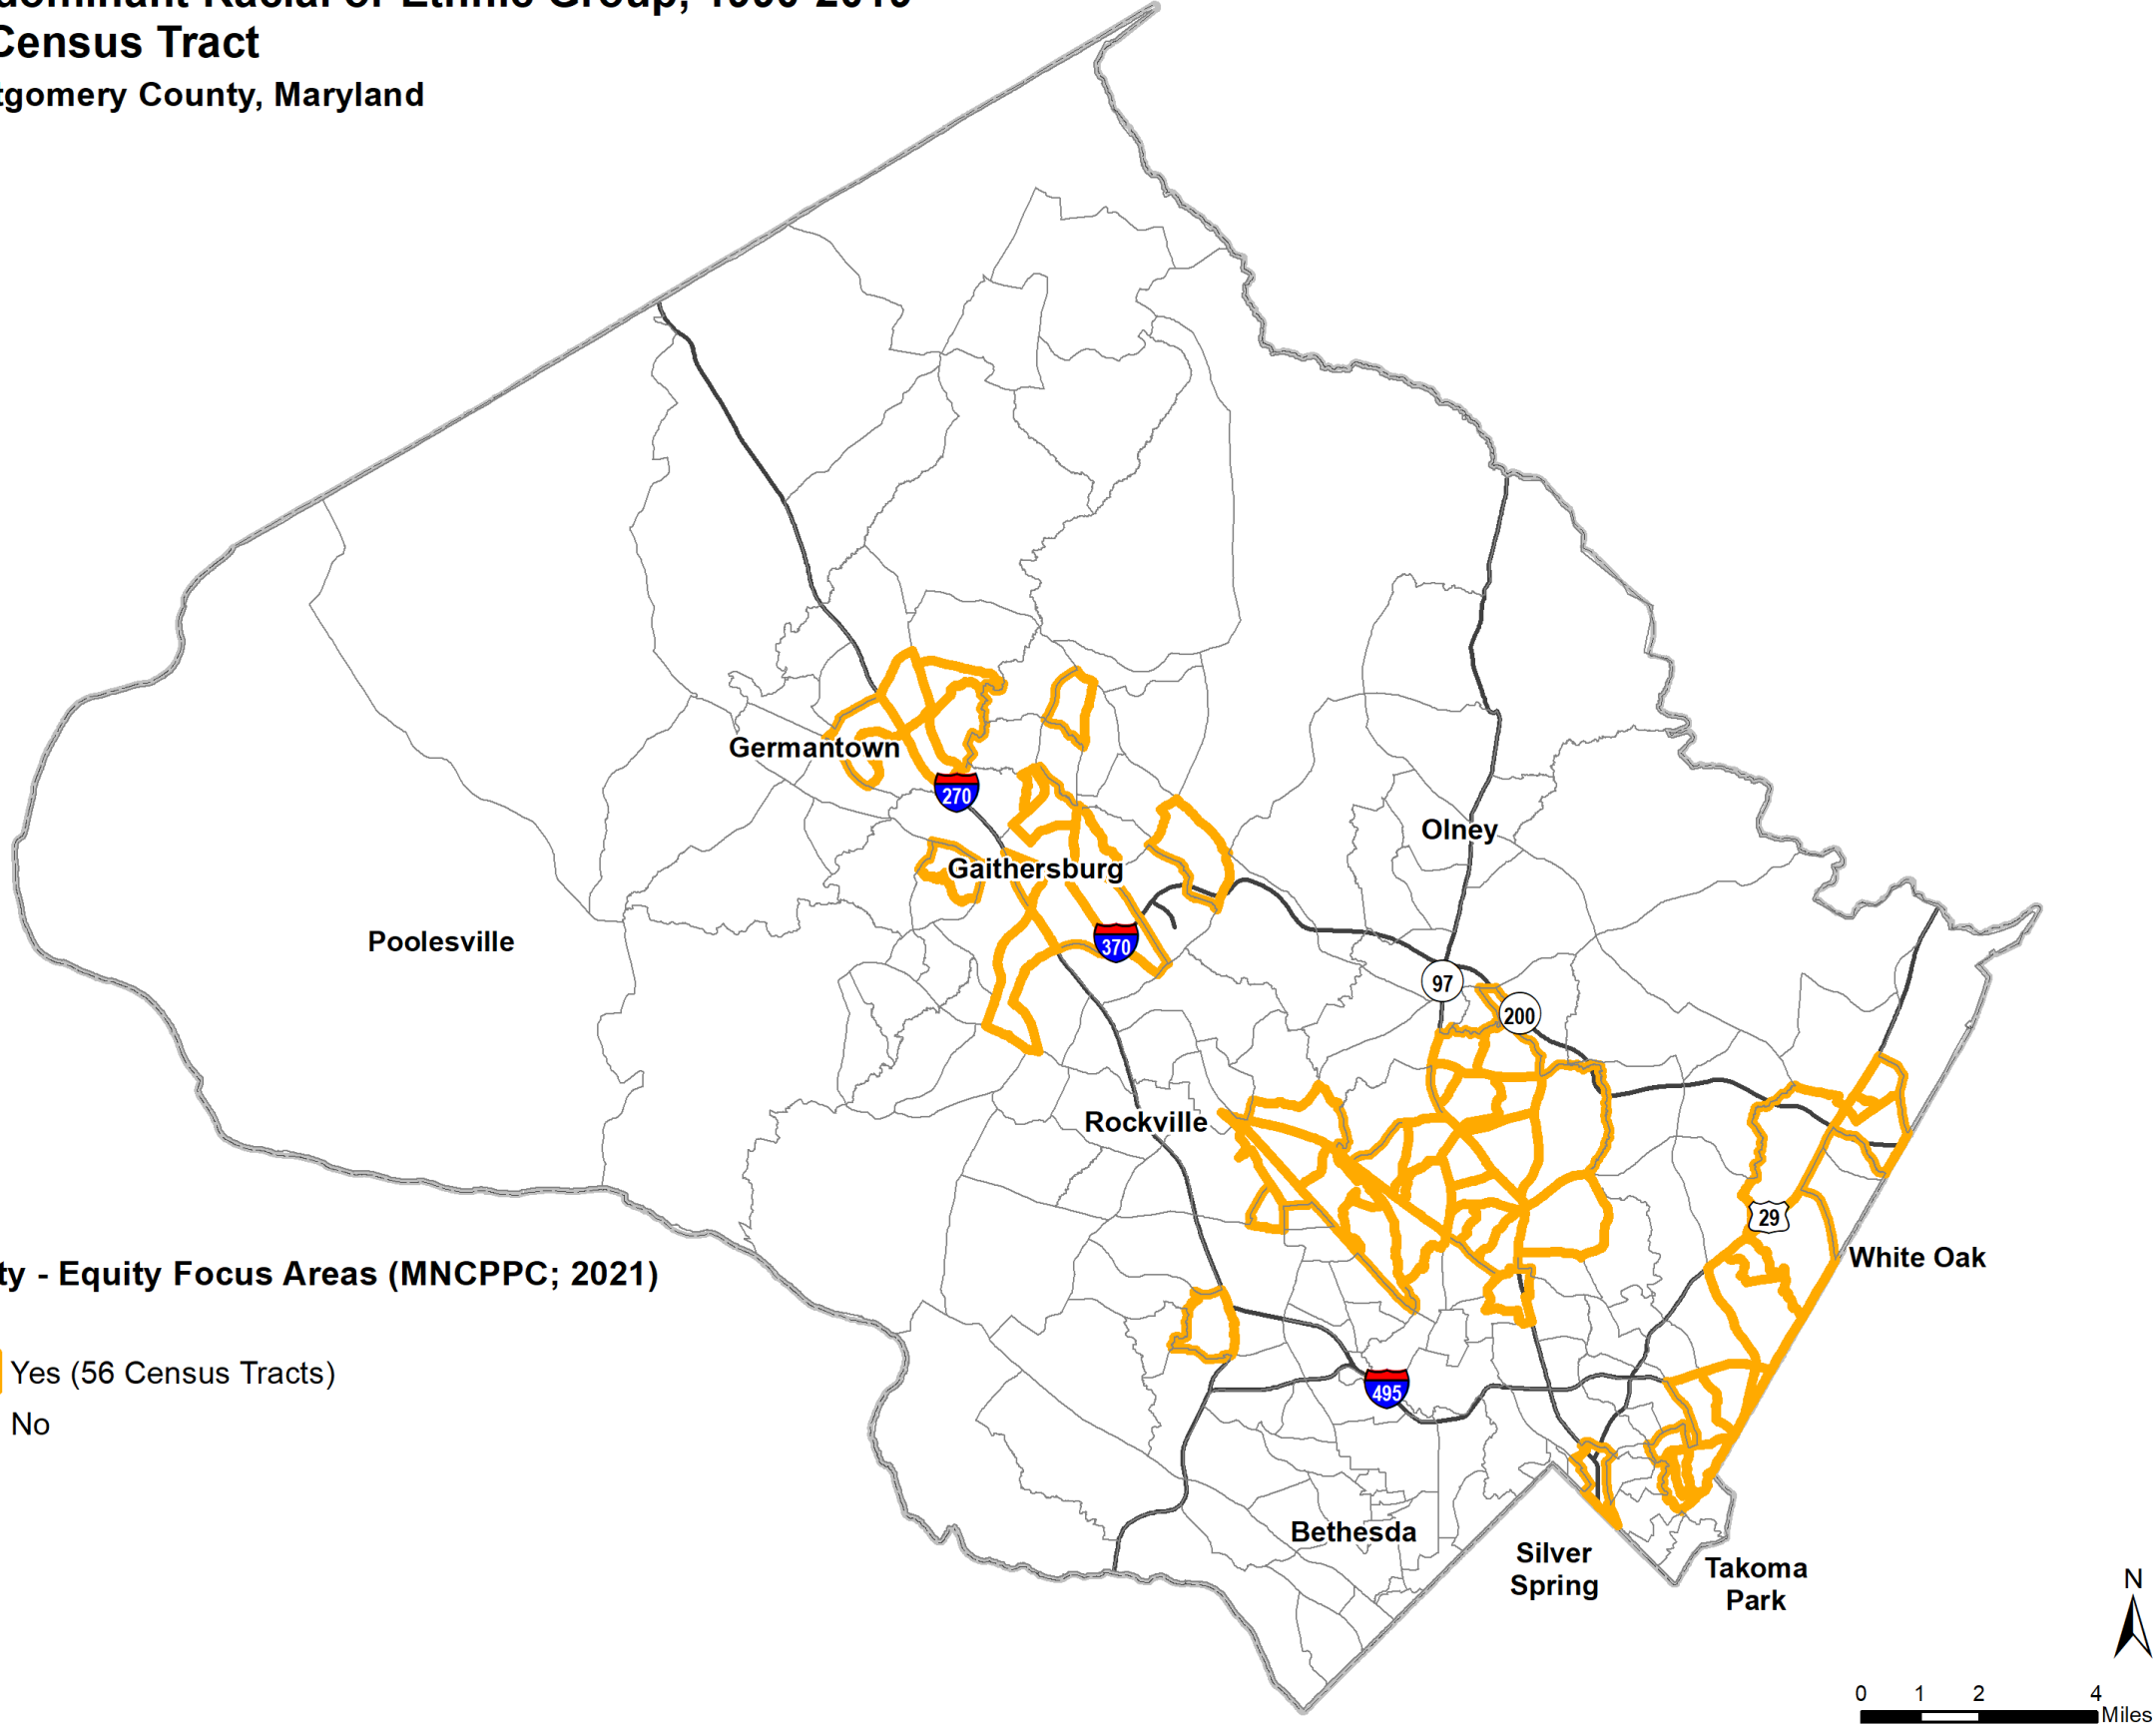 Census Tract
tgomery County, Maryland
Germantown
270
Olney
Gaithersburg
Poolesville
370
97
200
Rockville
29
White Oak
ty - Equity Focus Areas (MNCPPC; 2021)
Yes (56 Census Tracts)
495
No
Bethesda
Silver
Spring
Takoma
Park
N
0 1 2 4
Miles